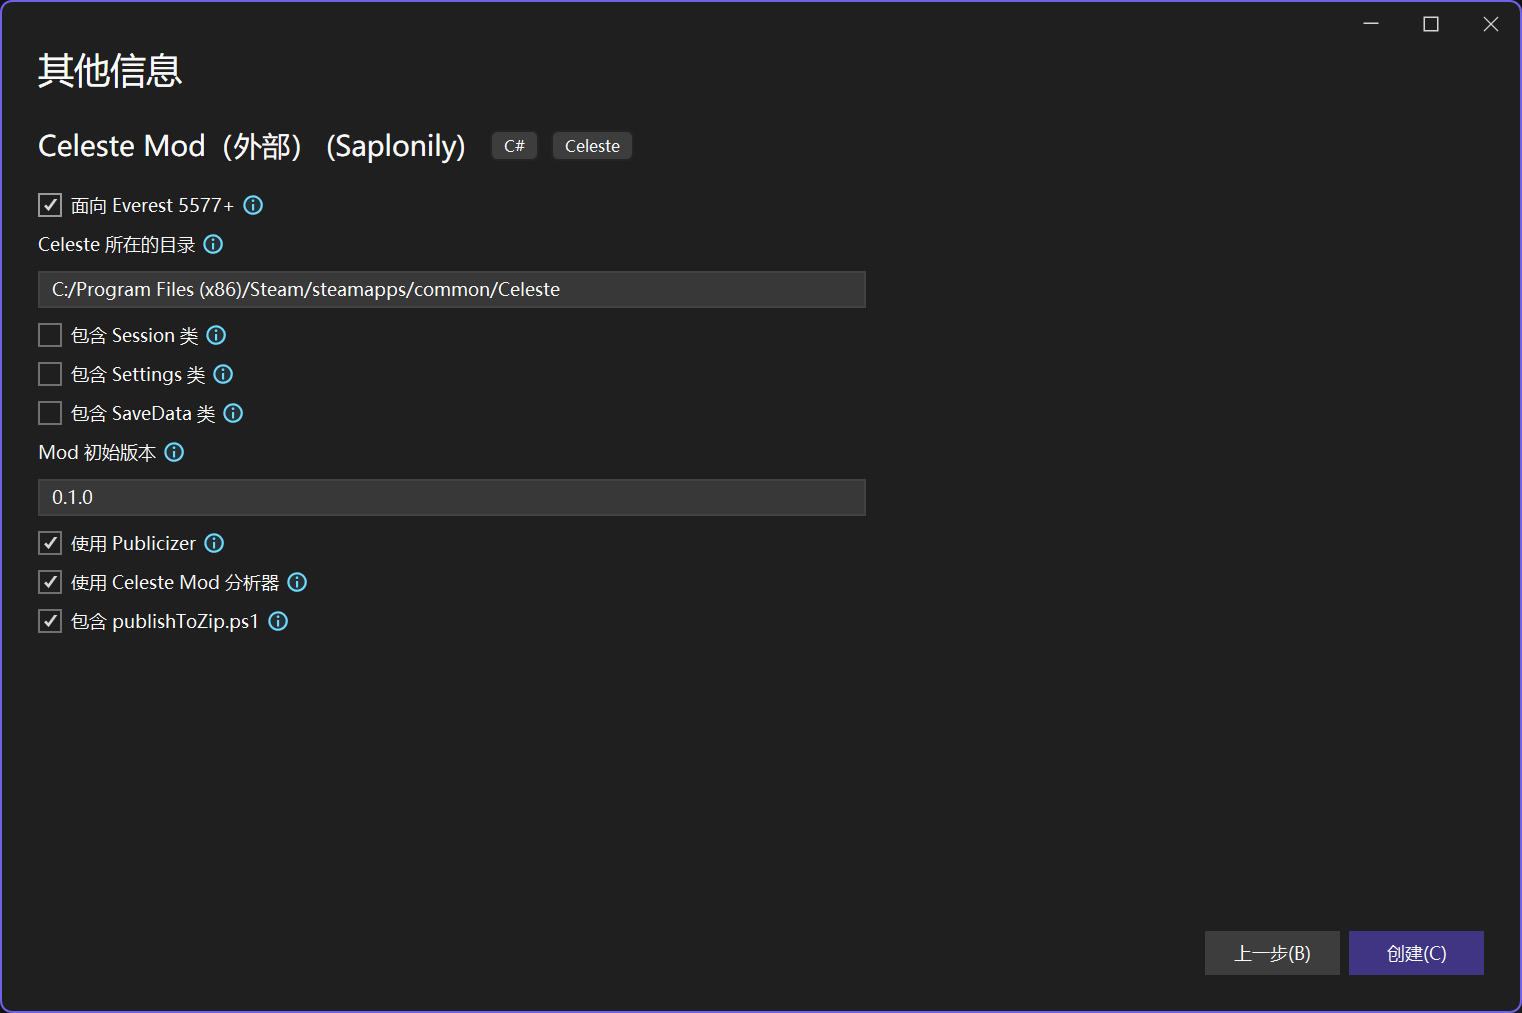 其他信息
Celeste Mod（外部） (Saplonily) C# Celeste
面向 Everest 5577+
Celeste 所在的目录
C:/Program Files (x86)/Steam/steamapps/common/Celeste
包含 Session 类
包含 Settings 类
包含 SaveData 类
Mod 初始版本
0.1.0
使用 Publicizer
使用 Celeste Mod 分析器
包含 publishToZip.ps1
上一步(B) 创建(C)